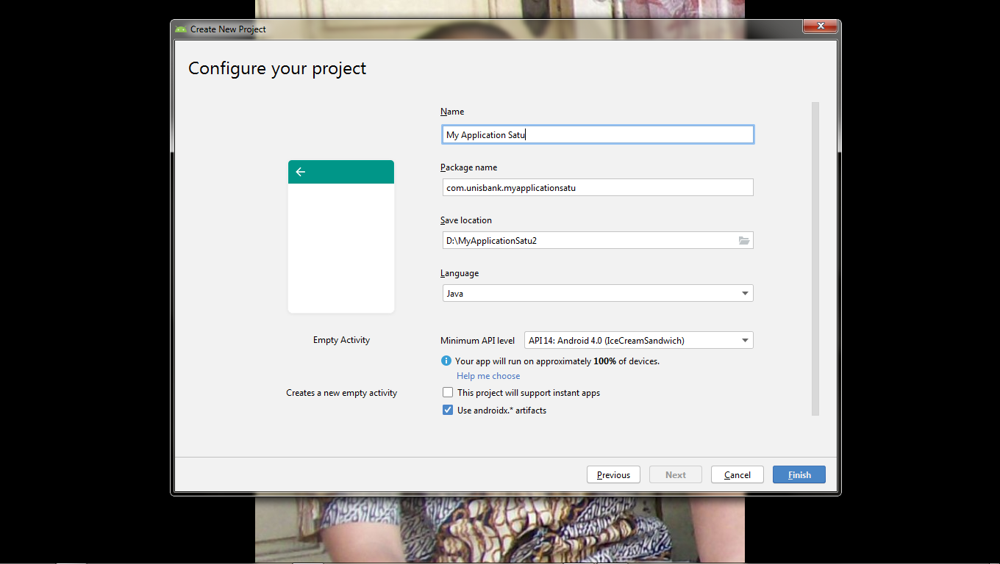 Create New Project
Configure your project
Name
My Application Satu
Package name
com.unisbank.myapplicationsatu
Save location
D:\MyApplicationSatu2
Language
Java
Empty Activity
Minimum API level API 14: Android 4.0 (IceCreamSandwich)
Your app will run on approximately 100% of devices.
Help me choose
Creates a new empty activity
This project will support instant apps
Use androidx.* artifacts
Previous Next Cancel Finish